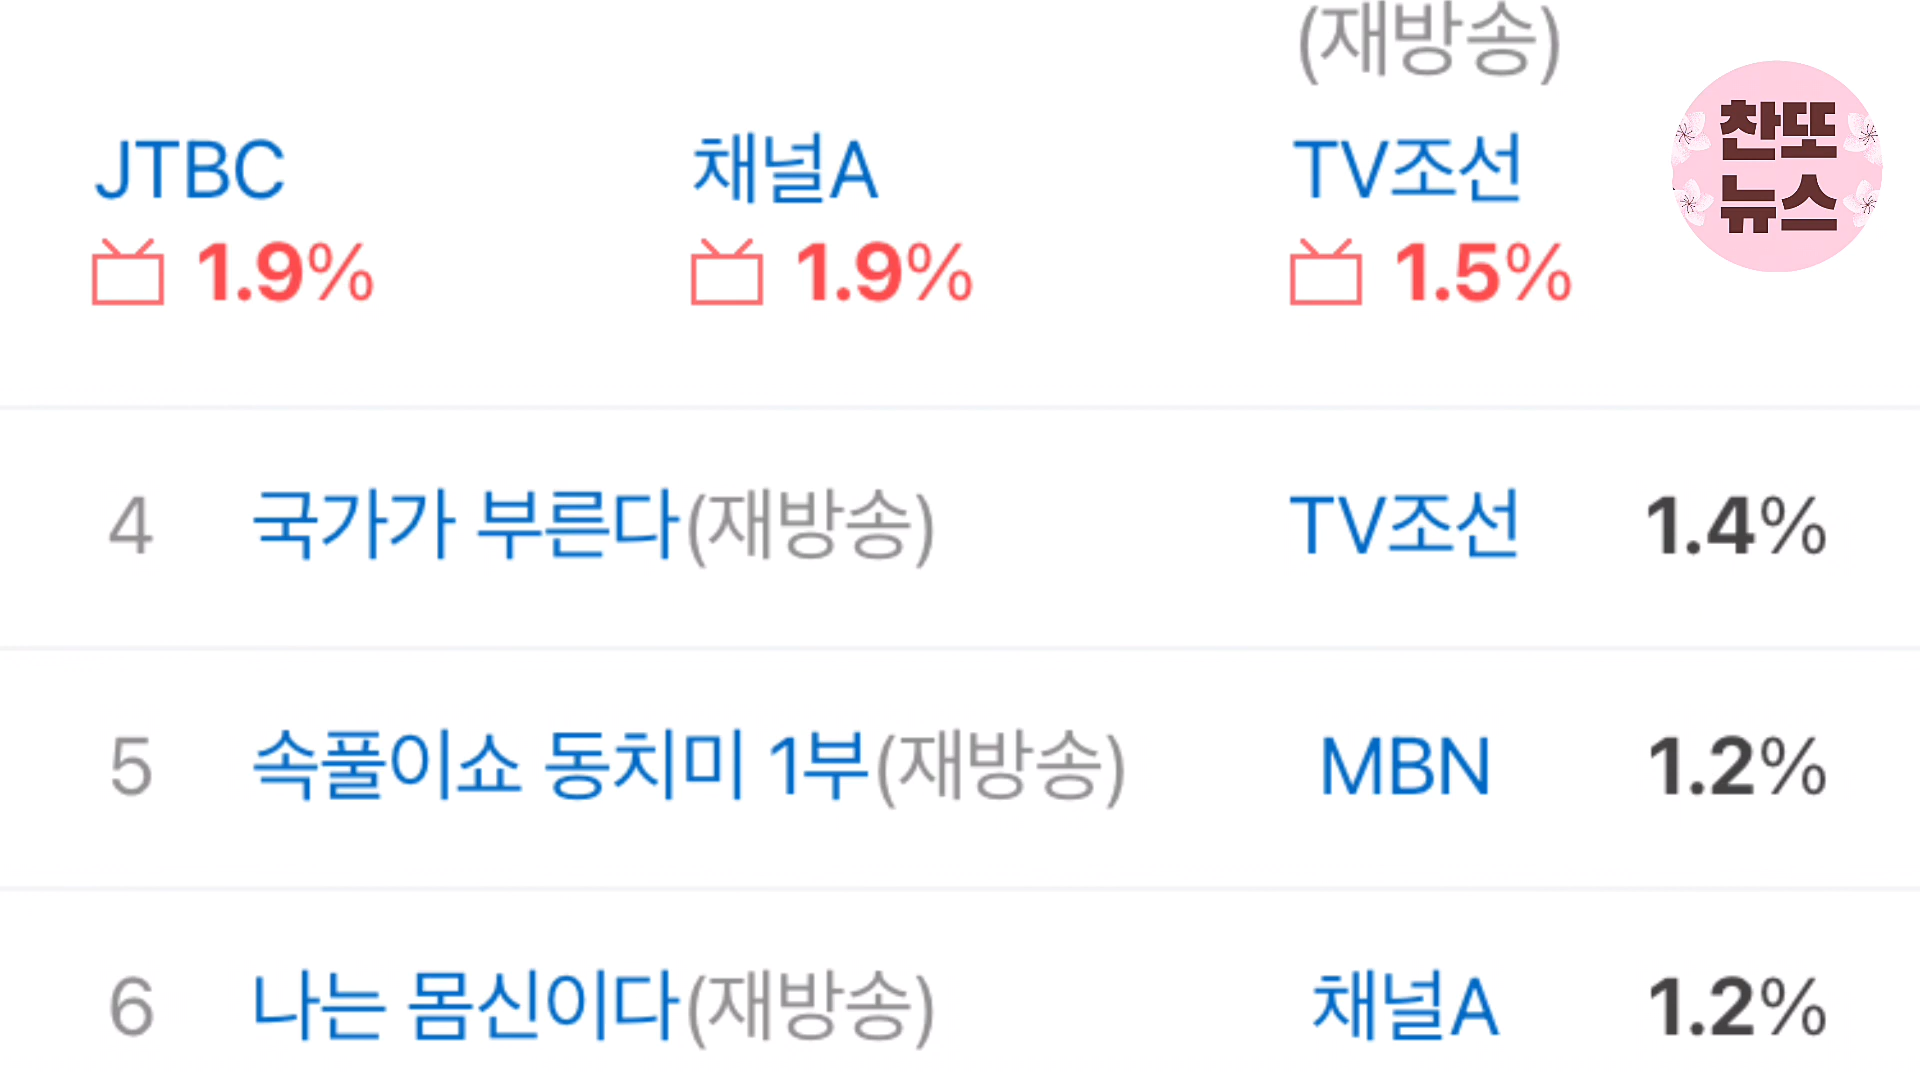 (재방송)
JTBC 채널A TV조선
1.9% 1.9% 1.5%
찬또
뉴스
4 국가가 부른다(재방송) TV조선 1.4%
5 속풀이쇼 동치미 1부(재방송) MBN 1.2%
6 나는 몸신이다(재방송) 채널A 1.2%